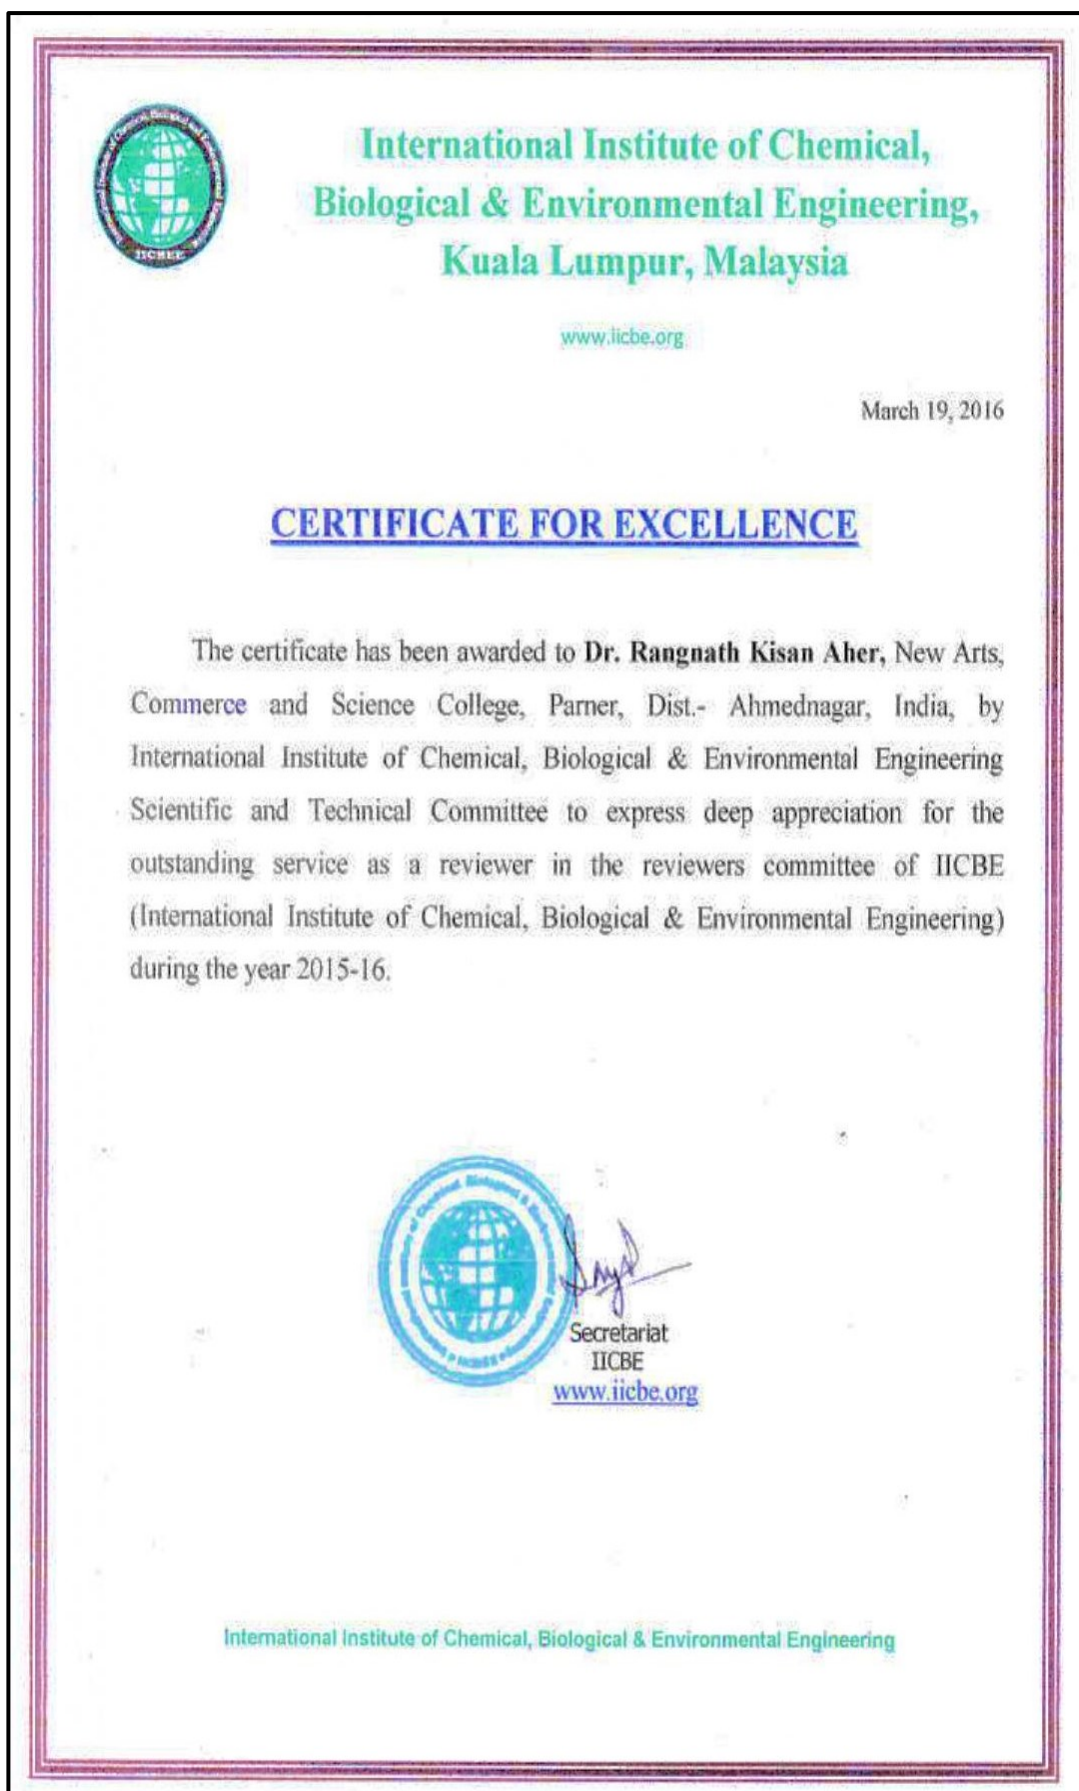 International Institute of Chemical,
Biological & Environmental Engineering,
Kuala Lumpur, Malaysia
IICBEE
www.iicbe.org
March 19, 2016
CERTIFICATE FOR EXCELLENCE
The certificate has been awarded to Dr. Rangnath Kisan Aher, New Arts,
Commerce and Science College, Parner, Dist.- Ahmednagar, India, by
International Institute of Chemical, Biological & Environmental Engineering
Scientific and Technical Committee to express deep appreciation for the
outstanding service as a reviewer in the reviewers committee of IICBE
(International Institute of Chemical, Biological & Environmental Engineering)
during the year 2015-16.
Secretariat
IICBE
www.iicbe.org
International Institute of Chemical, Biological & Environmental Engineering